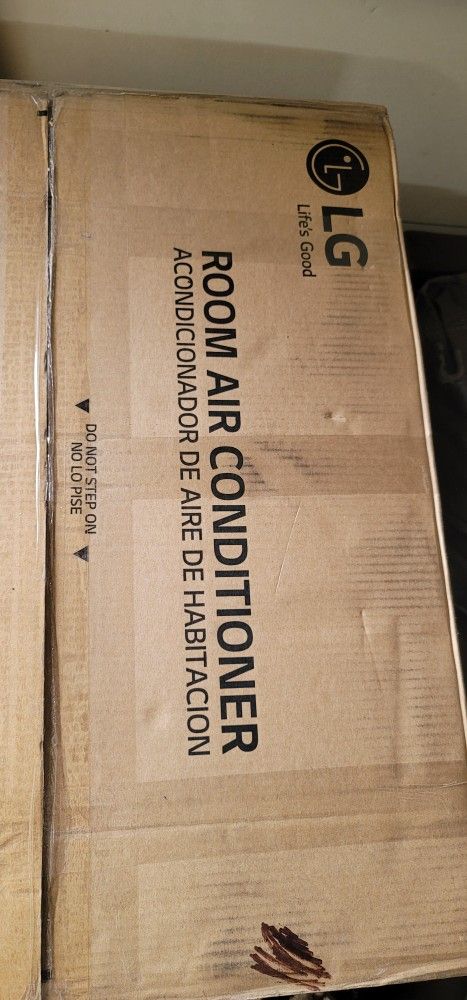 LG
Life's Good
ROOM AIR CONDITIONER
ACONDICIONADOR DE AIRE DE HABITACION
DO NOT STEP ON
NO LO PISE